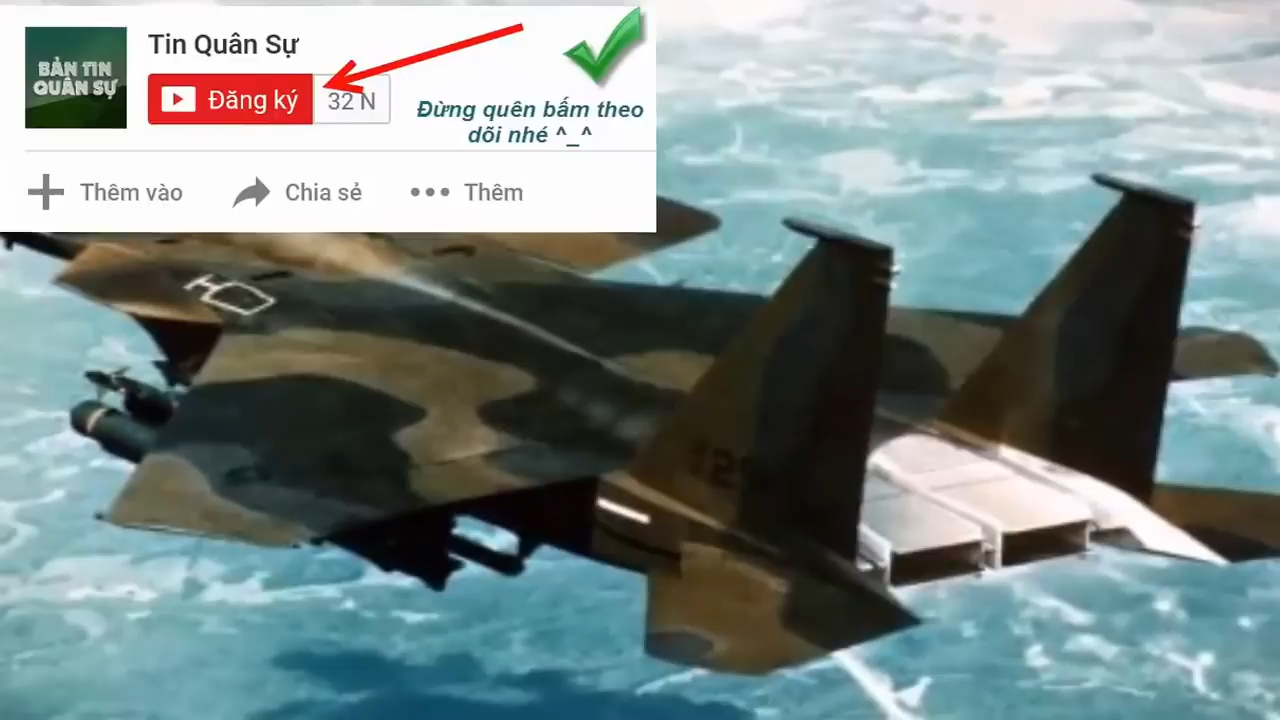 BẢN TIN
QUÂN SỰ
Tin Quân Sự
Đăng ký
32 N
Đừng quên bấm theo
dõi nhé ^_^
Thêm vào
Chia sẻ
Thêm